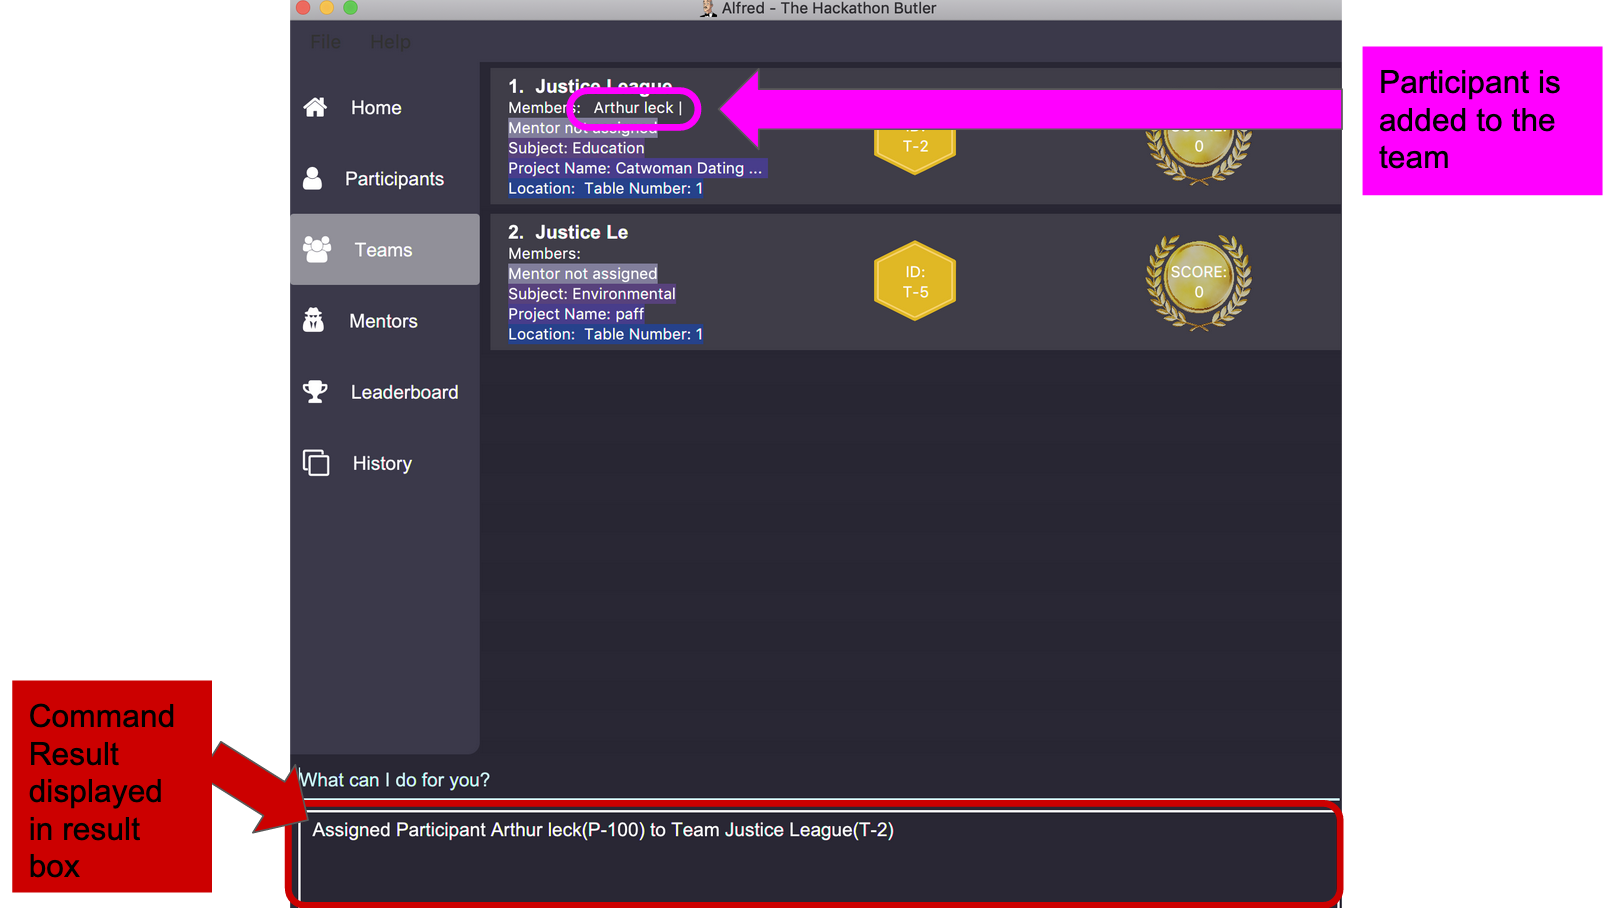 Alfred - The Hackathon Butler
File Help
Home
Participants
Teams
Mentors
Leaderboard
History
1. Justice League
Members: Arthur leck |
Mentor not assigned
Subject: Education
Project Name: Catwoman Dating ...
Location: Table Number: 1
ID:
T-2
SCORE:
0
2. Justice Le
Members:
Mentor not assigned
Subject: Environmental
Project Name: paff
Location: Table Number: 1
ID:
T-5
SCORE:
0
Participant is
added to the
team
Command
Result
displayed
in result
box
What can I do for you?
Assigned Participant Arthur leck(P-100) to Team Justice League(T-2)